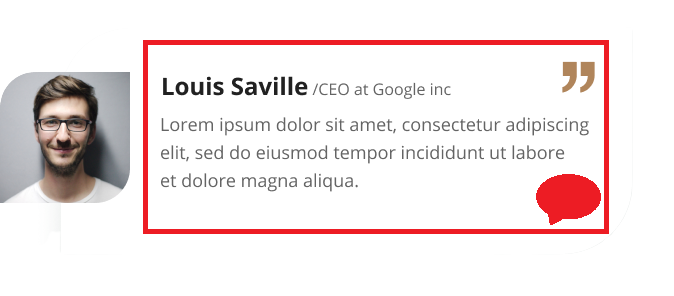 Louis Saville /CEO at Google inc
”
Lorem ipsum dolor sit amet, consectetur adipiscing
elit, sed do eiusmod tempor incididunt ut labore
et dolore magna aliqua.